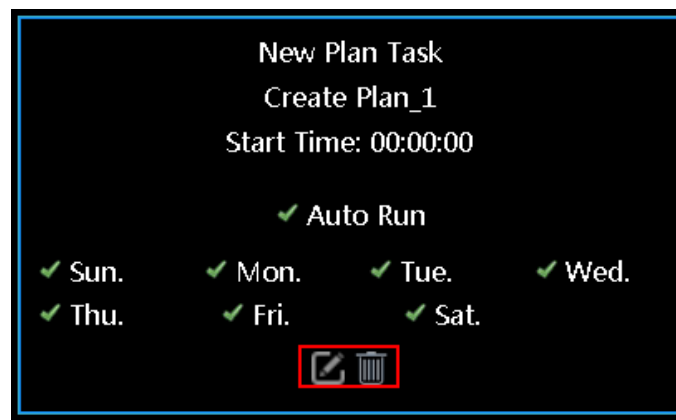 New Plan Task
Create Plan_1
Start Time: 00:00:00
Auto Run
Sun. Mon. Tue. Wed.
Thu. Fri. Sat.